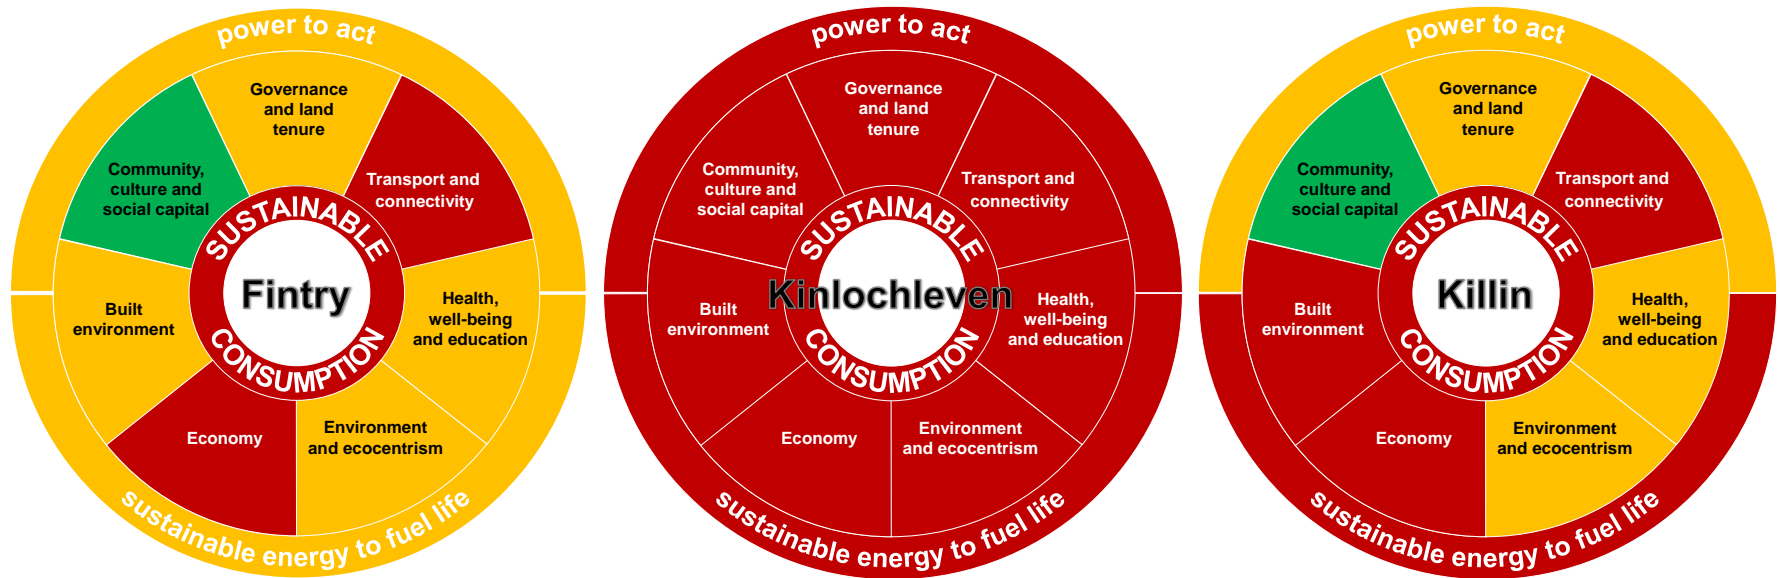 power to act
Governance
and land
tenure
Community,
culture and
social capital
Transport and
connectivity
SUSTAINABLE
Fintry
CONSUMPTION
Built
environment
Health,
well-being
and education
Economy
Environment
and ecocentrism
sustainable energy to fuel life
power to act
Governance
and land
tenure
Community,
culture and
social capital
Transport and
connectivity
SUSTAINABLE
Kinlochleven
CONSUMPTION
Built
environment
Health,
well-being
and education
Economy
Environment
and ecocentrism
sustainable energy to fuel life
power to act
Governance
and land
tenure
Community,
culture and
social capital
Transport and
connectivity
SUSTAINABLE
Killin
CONSUMPTION
Built
environment
Health,
well-being
and education
Economy
Environment
and ecocentrism
sustainable energy to fuel life